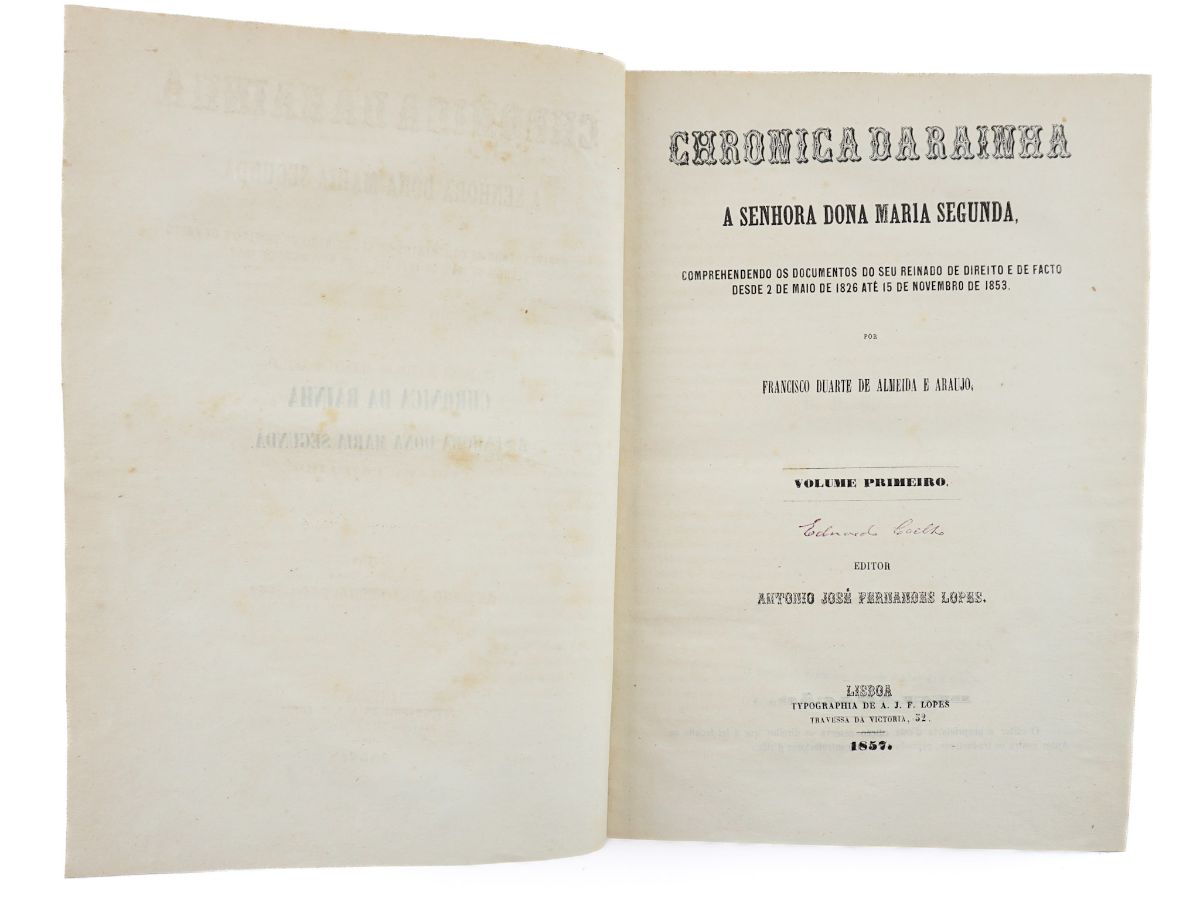 CHRONICA DA RAINHA
A SENHORA DONA MARIA SEGUNDA,
COMPREHENDENDO OS DOCUMENTOS DO SEU REINADO DE DIREITO E DE FACTO
DESDE 2 DE MAIO DE 1826 ATÉ 15 DE NOVEMBRO DE 1853.
POR
FRANCISCO DUARTE DE ALMEIDA E ARAUJO,
VOLUME PRIMEIRO.
Eduardo Coelho
EDITOR
ANTONIO JOSÉ FERNANDES LOPES.
LISBOA
TYPOGRAPHIA DE A. J. F. LOPES
TRAVESSA DA VICTORIA, 52.
1857.